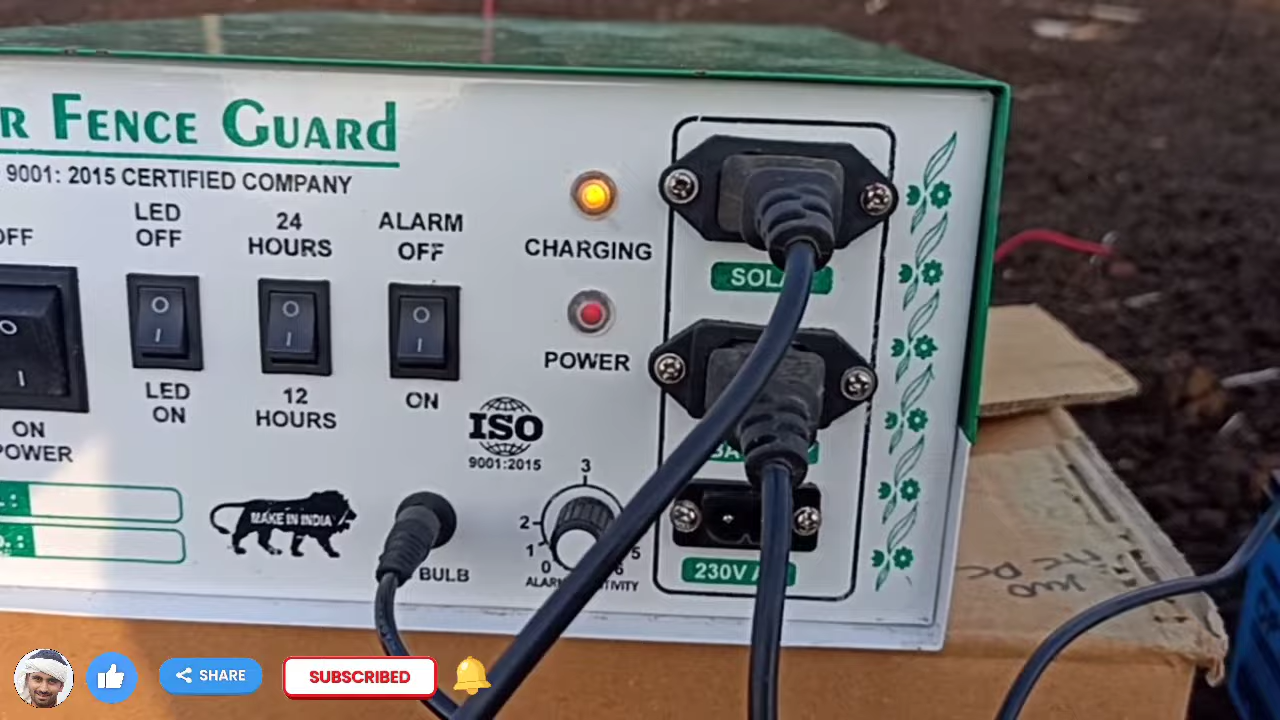 R FENCE GUARD
9001: 2015 CERTIFIED COMPANY
LED
OFF
24
HOURS
ALARM
OFF
OFF
CHARGING
SOLA
POWER
LED
ON
12
HOURS
ON
ON
POWER
ISO
9001:2015
3
2
1
0
5
6
MAKE IN INDIA
BULB
230V A
SHARE
SUBSCRIBED